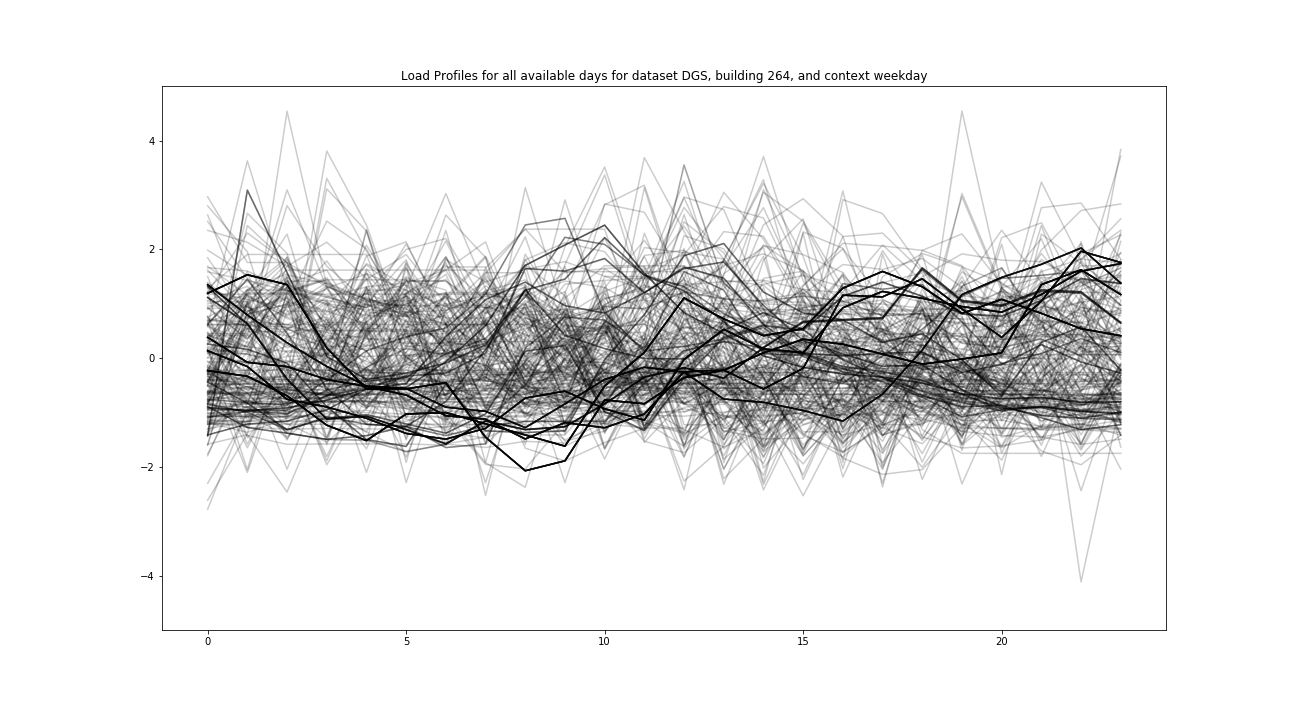 Load Profiles for all available days for dataset DGS, building 264, and context weekday
4
2
0
−2
−4
0 5 10 15 20